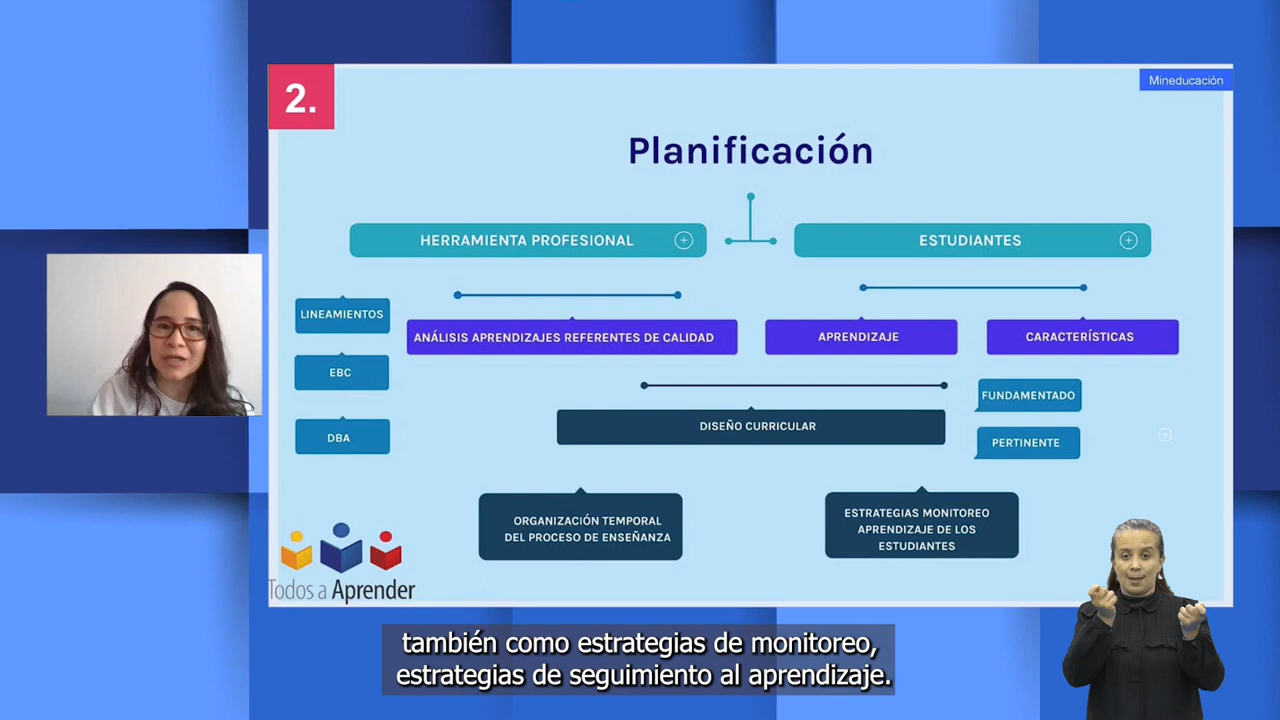 2.
Mineducación
Planificación
HERRAMIENTA PROFESIONAL
ESTUDIANTES
LINEAMIENTOS
EBC
DBA
ANÁLISIS APRENDIZAJES REFERENTES DE CALIDAD
APRENDIZAJE
CARACTERÍSTICAS
DISEÑO CURRICULAR
FUNDAMENTADO
PERTINENTE
ORGANIZACIÓN TEMPORAL
DEL PROCESO DE ENSEÑANZA
ESTRATEGIAS MONITOREO
APRENDIZAJE DE LOS
ESTUDIANTES
Todos a Aprender
también como estrategias de monitoreo,
estrategias de seguimiento al aprendizaje.